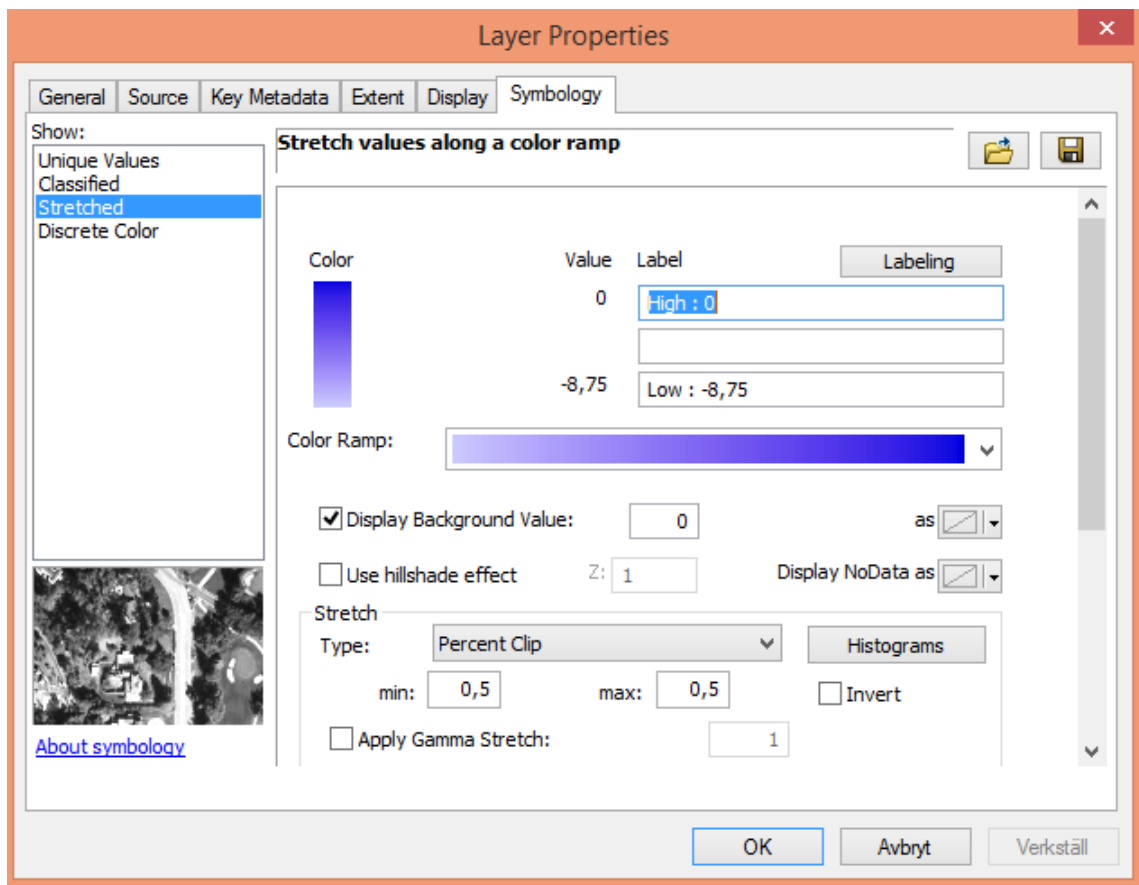 Layer Properties
General Source Key Metadata Extent Display Symbology
Show:
Unique Values
Classified
Stretched
Discrete Color
About symbology
Stretch values along a color ramp
Color Value Label Labeling
0 High : 0
-8,75 Low : -8,75
Color Ramp:
Display Background Value: 0 as
Use hillshade effect Z: 1 Display NoData as
Stretch
Type: Percent Clip Histograms
min: 0,5 max: 0,5 Invert
Apply Gamma Stretch: 1
OK Avbryt Verkställ